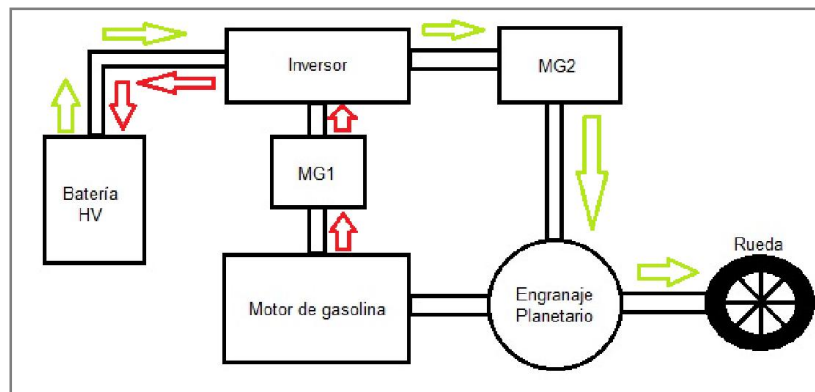 Inversor
MG2
Batería
HV
MG1
Rueda
Motor de gasolina
Engranaje
Planetario